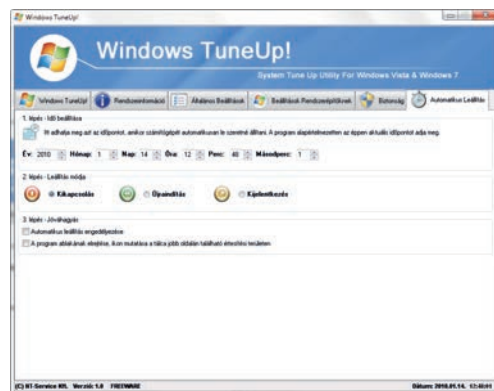 Windows TuneUp!
Windows TuneUp!
System Tune Up Utility For Windows Vista & Windows 7
Windows TuneUp! Rendszerinformáció Általános Beállítások Beállítások Rendszerépítőknek Biztonság Automatikus Leállítás
1. lépés - Idő beállítása
Itt adhatja meg azt az időpontot, amikor számítógépét automatikusan le szeretné állítani. A program alapértelmezetten az éppen aktuális időpontot adja meg.
Év: 2010 Hónap: 1 Nap: 14 Óra: 12 Perc: 48 Másodperc: 1
2. lépés - Leállítás módja
Kikapcsolás Újraindítás Kijelentkezés
3. lépés - Jóváhagyás
Automatikus leállítás engedélyezése
A program ablakának elrejtése, ikon mutatása a tálca jobb oldalán található értesítési területen
(C) NT-Service Kft. Verzió: 1.0 FREEWARE Dátum: 2010.01.14. 12:48:01